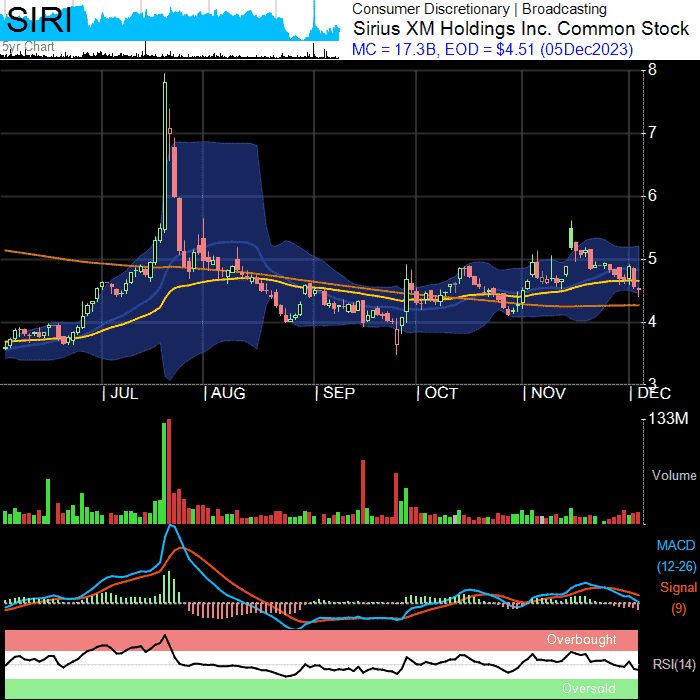 SIRI
5yr Chart
Consumer Discretionary | Broadcasting
Sirius XM Holdings Inc. Common Stock
MC = 17.3B, EOD = $4.51 (05Dec2023)
8
7
6
5
4
3
JUL AUG SEP OCT NOV DEC
133M
Volume
MACD
(12-26)
Signal
(9)
Overbought
RSI(14)
Oversold